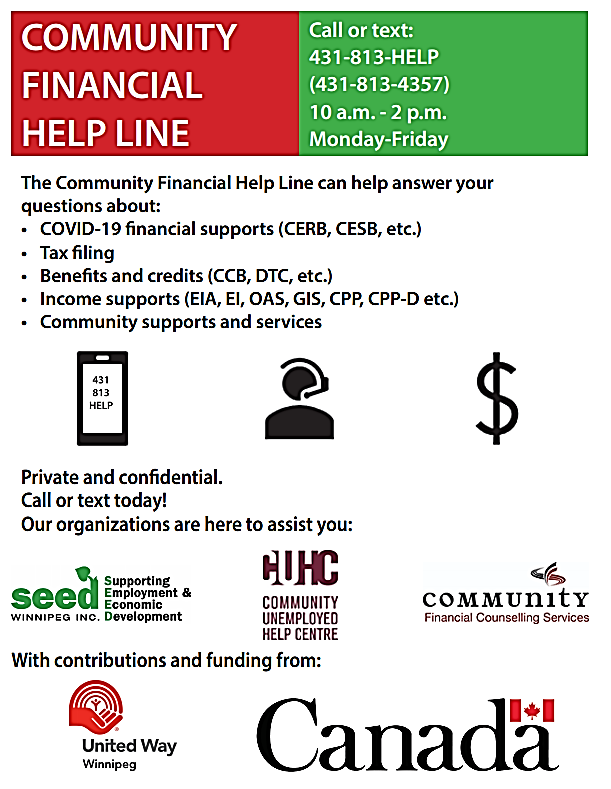 COMMUNITY
FINANCIAL
HELP LINE
Call or text:
431-813-HELP
(431-813-4357)
10 a.m. - 2 p.m.
Monday-Friday
The Community Financial Help Line can help answer your
questions about:
• COVID-19 financial supports (CERB, CESB, etc.)
• Tax filing
• Benefits and credits (CCB, DTC, etc.)
• Income supports (EIA, EI, OAS, GIS, CPP, CPP-D etc.)
• Community supports and services
431
813
HELP
$
Private and confidential.
Call or text today!
Our organizations are here to assist you:
seed
WINNIPEG INC.
Supporting
Employment &
Economic
Development
CUHC
COMMUNITY
UNEMPLOYED
HELP CENTRE
COMMUNITY
Financial Counselling Services
With contributions and funding from:
United Way
Winnipeg
Canada